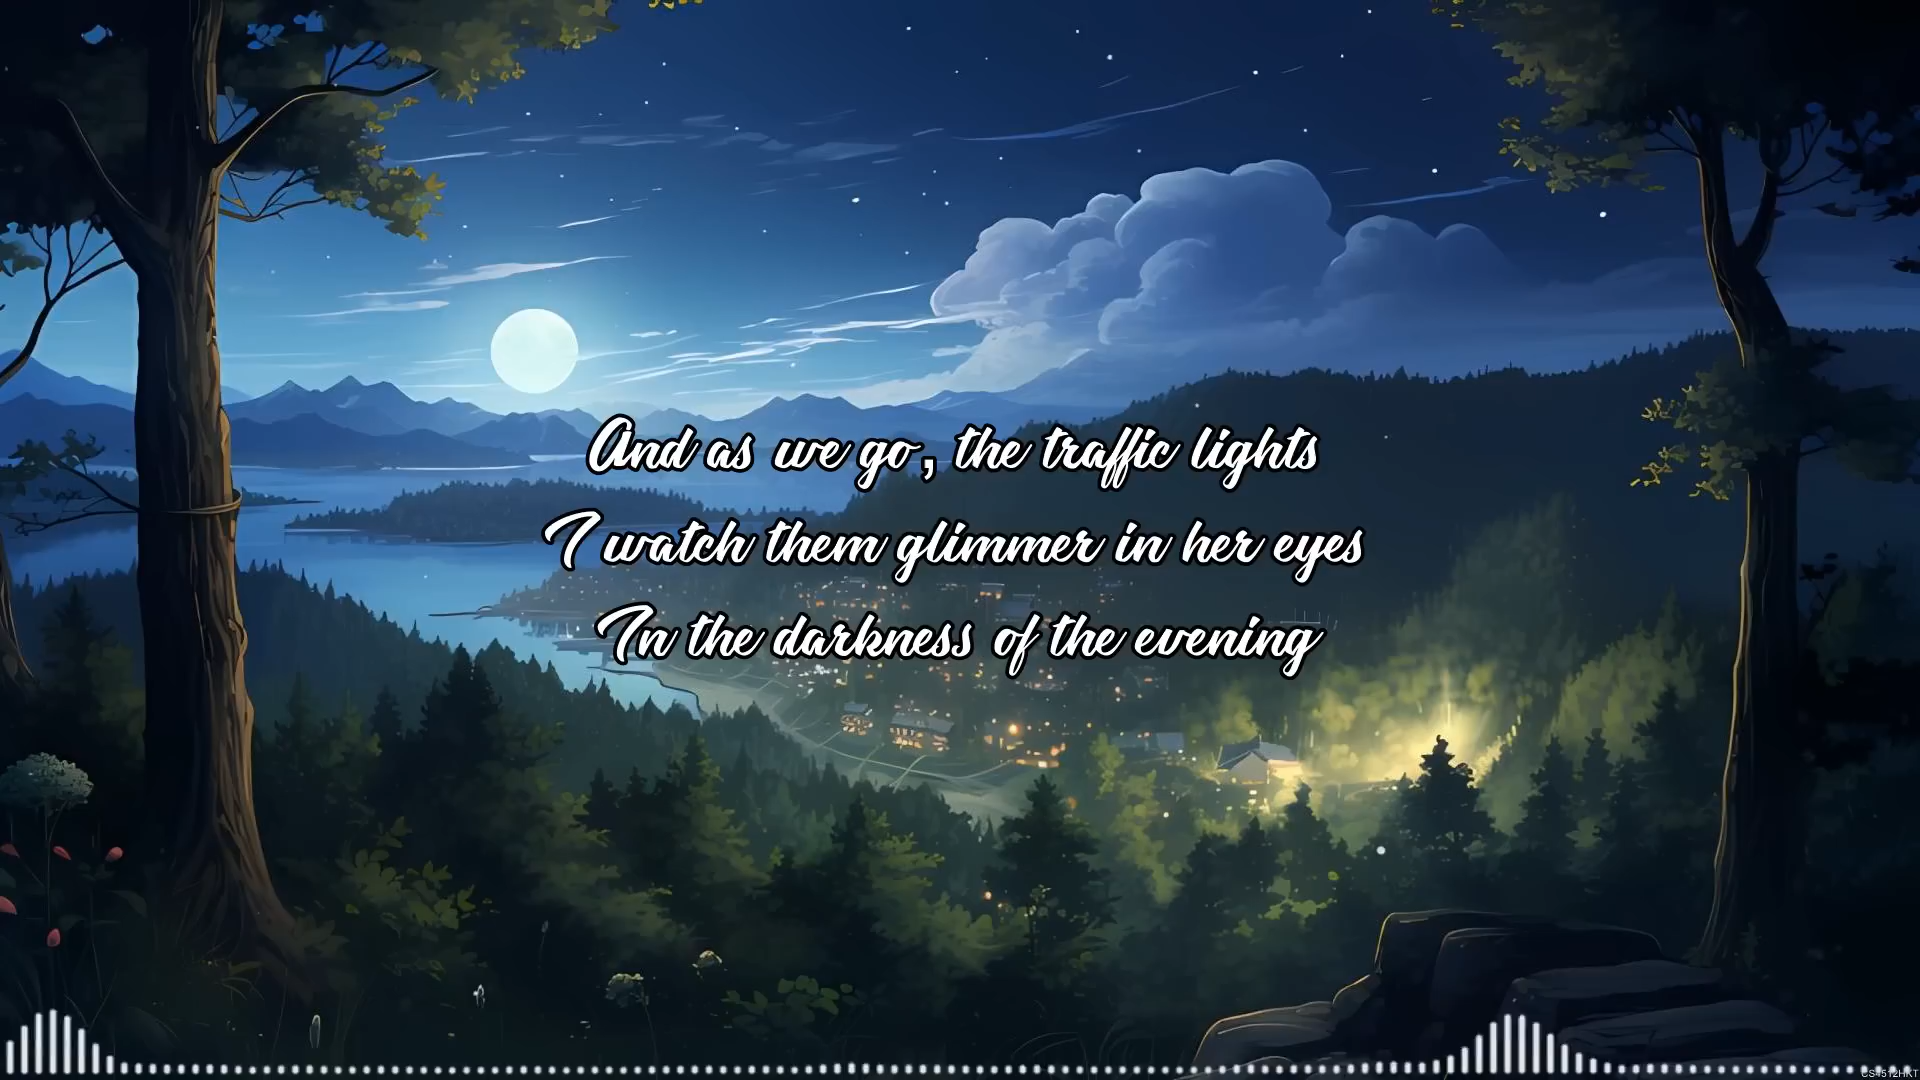 And as we go, the traffic lights
I watch them glimmer in her eyes
In the darkness of the evening